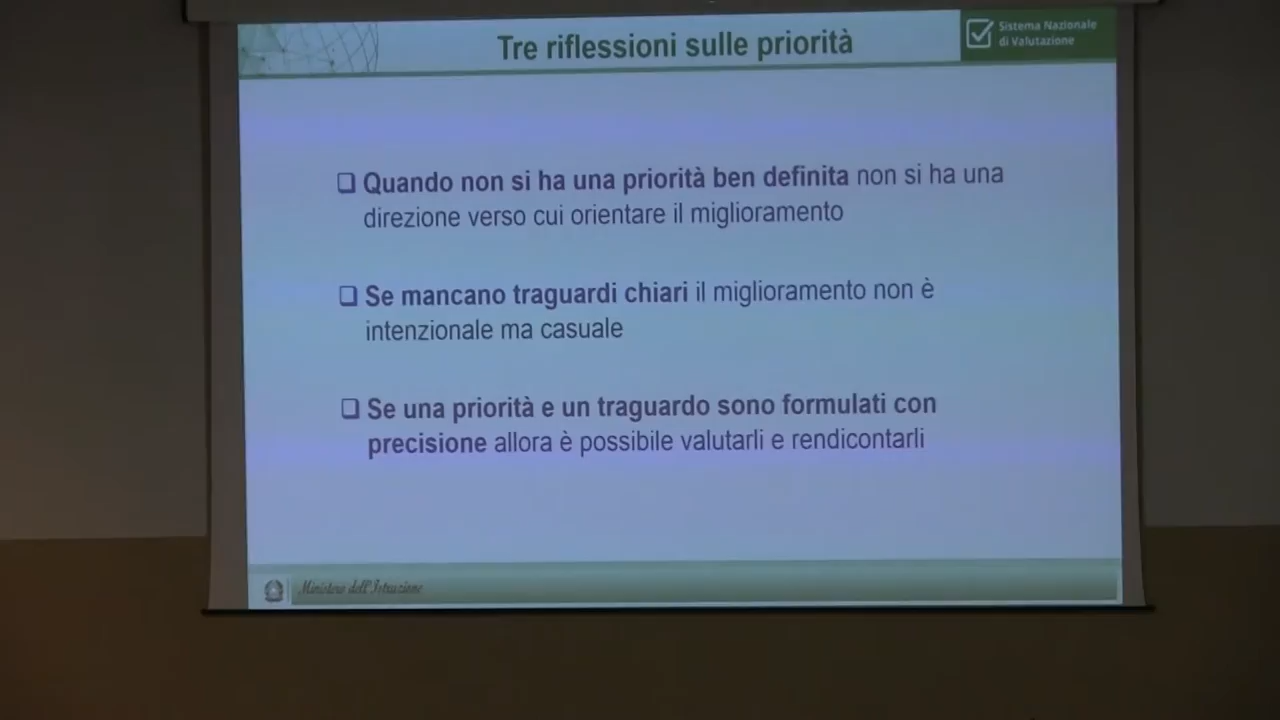 Tre riflessioni sulle priorità
Sistema Nazionale
di Valutazione
Quando non si ha una priorità ben definita non si ha una
direzione verso cui orientare il miglioramento
Se mancano traguardi chiari il miglioramento non è
intenzionale ma casuale
Se una priorità e un traguardo sono formulati con
precisione allora è possibile valutarli e rendicontarli
Ministero dell'Istruzione